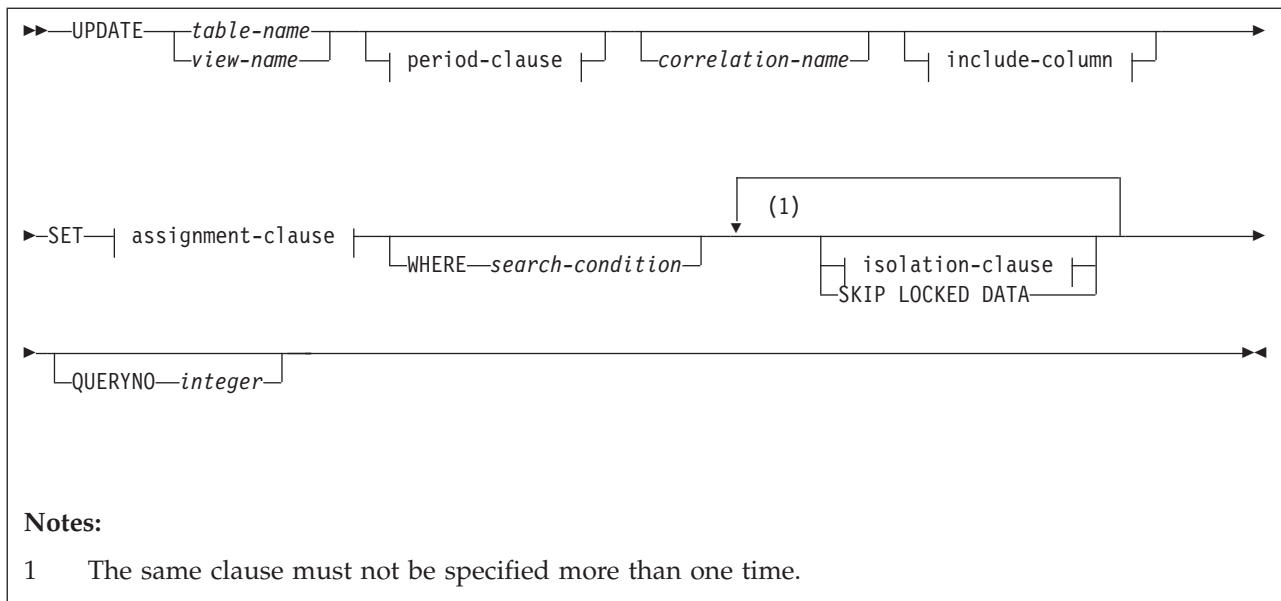 UPDATE table-name period-clause correlation-name include-column
view-name
(1)
SET assignment-clause WHERE search-condition isolation-clause
SKIP LOCKED DATA
QUERYNO integer
Notes:
1 The same clause must not be specified more than one time.